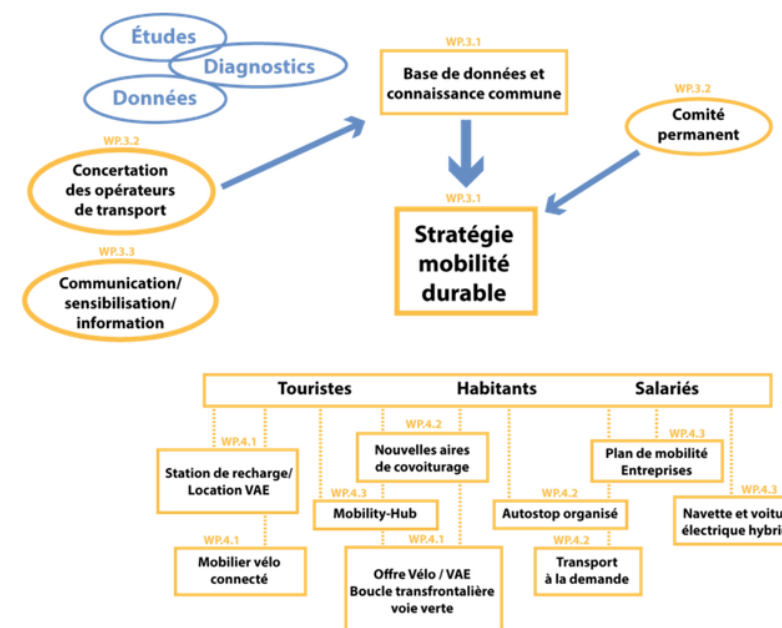 Études
Diagnostics
Données
WP.3.1
Base de données et
connaissance commune
WP.3.2
Comité
permanent
WP.3.2
Concertation
des opérateurs
de transport
WP.3.1
Stratégie
mobilité
durable
WP.3.3
Communication/
sensibilisation/
information
Touristes Habitants Salariés
WP.4.1
Station de recharge/
Location VAE
WP.4.2
Nouvelles aires
de covoiturage
WP.4.3
Plan de mobilité
Entreprises
WP.4.3
Mobility-Hub
WP.4.2
Autostop organisé
WP.4.3
Navette et voitu
électrique hybri
WP.4.1
Mobilier vélo
connecté
WP.4.1
Offre Vélo / VAE
Boucle transfrontalière
voie verte
WP.4.2
Transport
à la demande